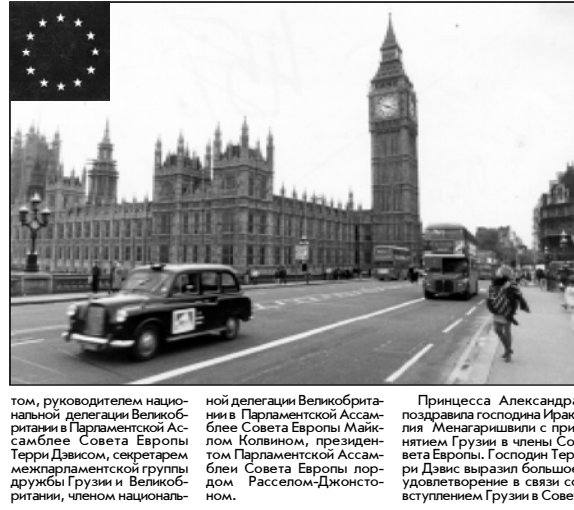 том, руководителем нацио-
нальной делегации Великоб-
ритании в Парламентской Ас-
самблее Совета Европы
Терри Дэвисом, секретарем
межпарламентской группы
дружбы Грузии и Великоб-
ритании, членом националь-
ной делегации Великобрита-
нии в Парламентской Ассам-
блее Совета Европы Майк-
лом Колвином, президен-
том Парламентской Ассам-
блеи Совета Европы лор-
дом Расселом-Джонсто-
ном.
Принцесса Александра
поздравила господина Ирак-
лия Менагаришвили с при-
нятием Грузии в члены Со-
вета Европы. Господин Тер-
ри Дэвис выразил большое
удовлетворение в связи со
вступлением Грузии в Сове